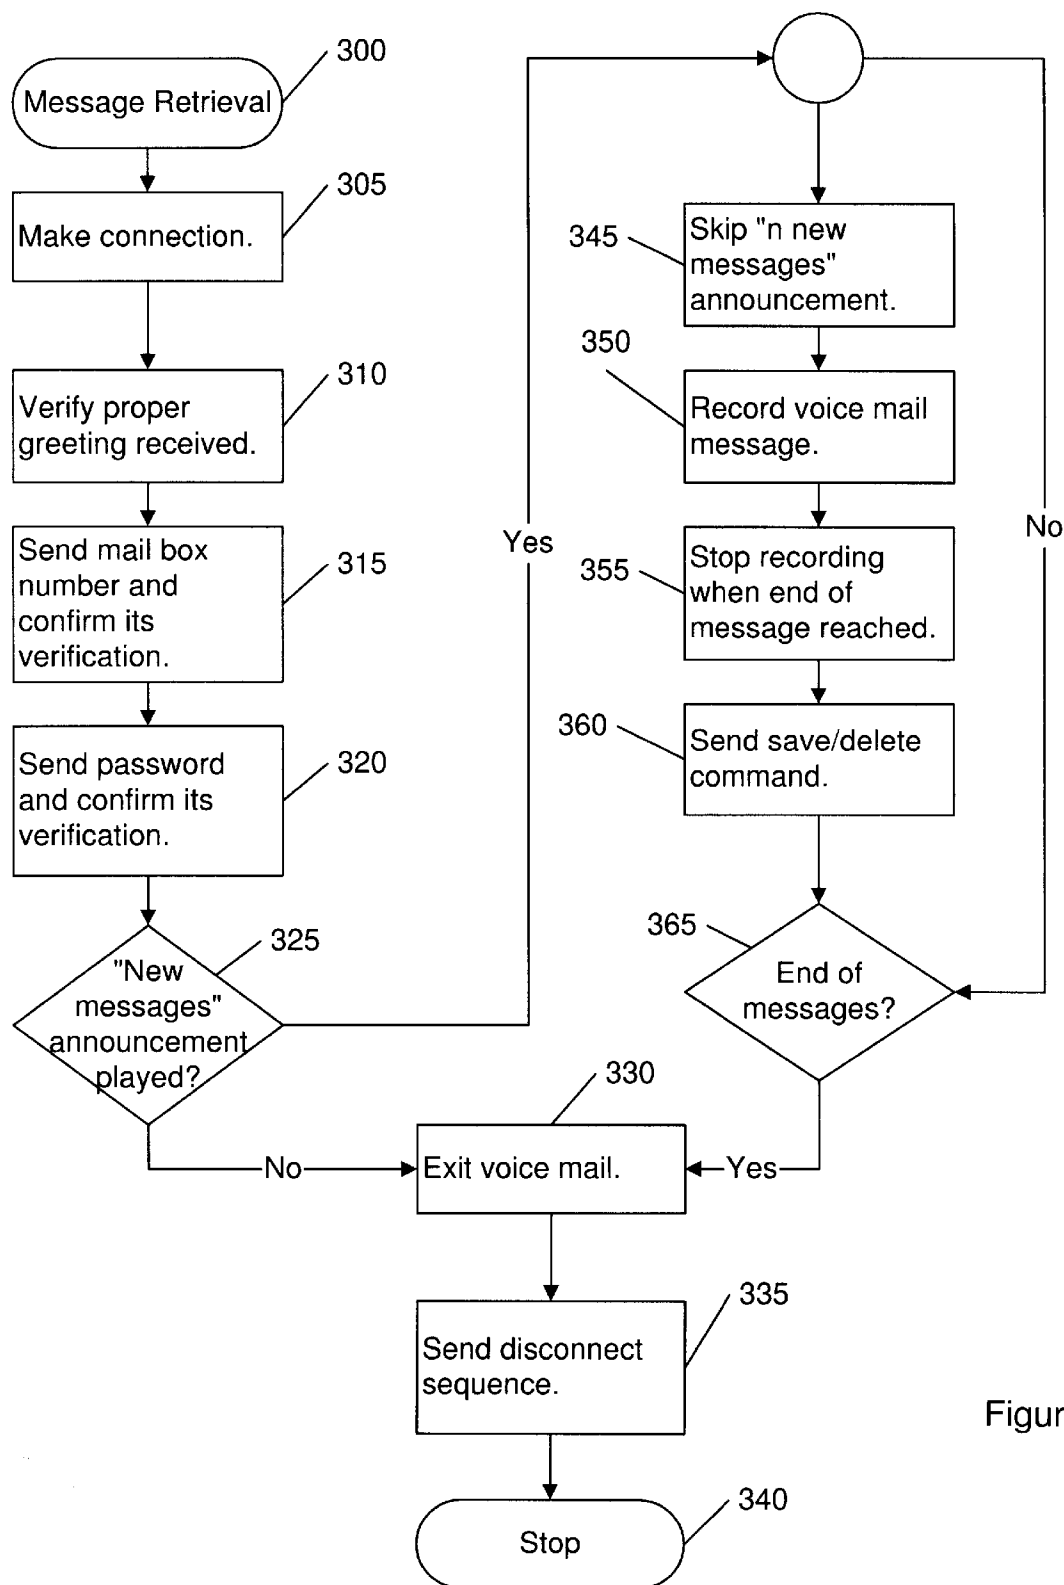 300
Message Retrieval
305
Make connection.
310
Verify proper
greeting received.
315
Send mail box
number and
confirm its
verification.
320
Send password
and confirm its
verification.
325
"New
messages"
announcement
played?
Yes
No
330
Exit voice mail.
335
Send disconnect
sequence.
340
Stop
345
Skip "n new
messages"
announcement.
350
Record voice mail
message.
355
Stop recording
when end of
message reached.
360
Send save/delete
command.
365
End of
messages?
No
Yes
Figur